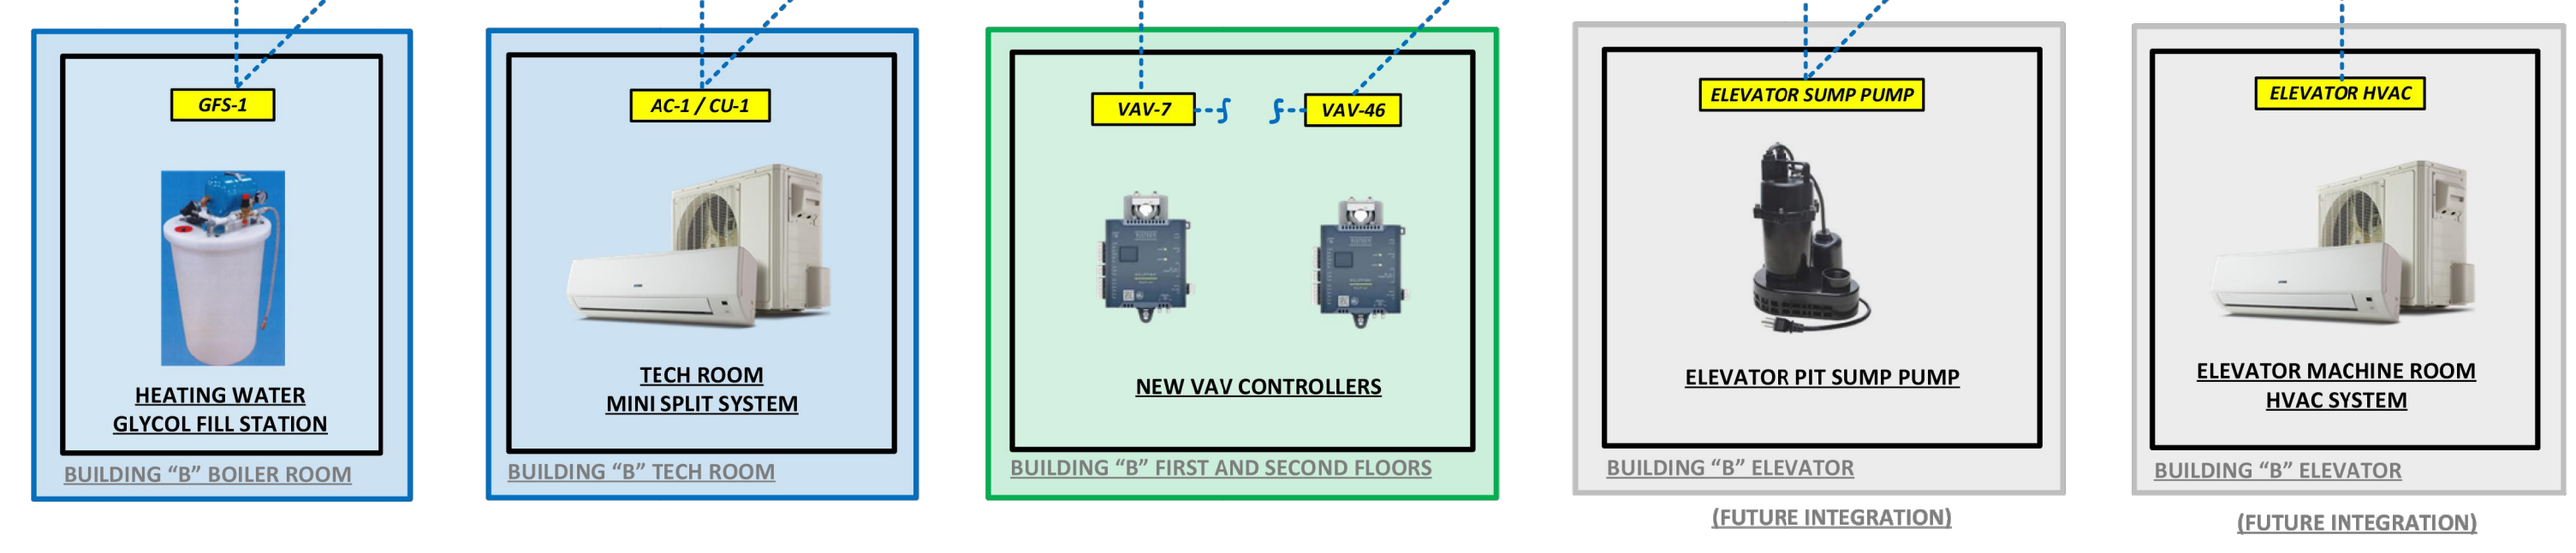 GFS-1
HEATING WATER
GLYCOL FILL STATION
BUILDING “B” BOILER ROOM
AC-1 / CU-1
TECH ROOM
MINI SPLIT SYSTEM
BUILDING “B” TECH ROOM
VAV-7
VAV-46
NEW VAV CONTROLLERS
BUILDING “B” FIRST AND SECOND FLOORS
ELEVATOR SUMP PUMP
ELEVATOR PIT SUMP PUMP
BUILDING “B” ELEVATOR
(FUTURE INTEGRATION)
ELEVATOR HVAC
ELEVATOR MACHINE ROOM
HVAC SYSTEM
BUILDING “B” ELEVATOR
(FUTURE INTEGRATION)